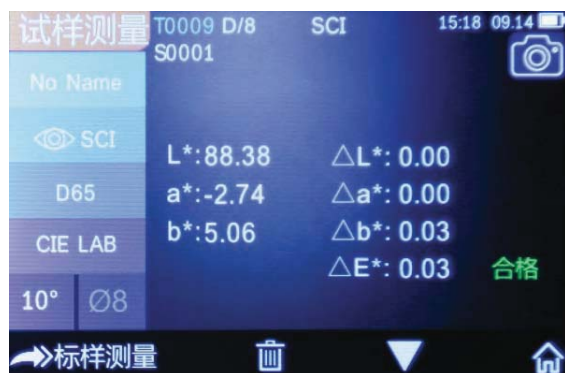 试样测量
T0009 D/8 SCI 15:18 09.14
S0001
No Name
SCI
D65
CIE LAB
10° Ø8
L*:88.38 △L*: 0.00
a*:-2.74 △a*: 0.00
b*:5.06 △b*: 0.03
△E*: 0.03 合格
标样测量